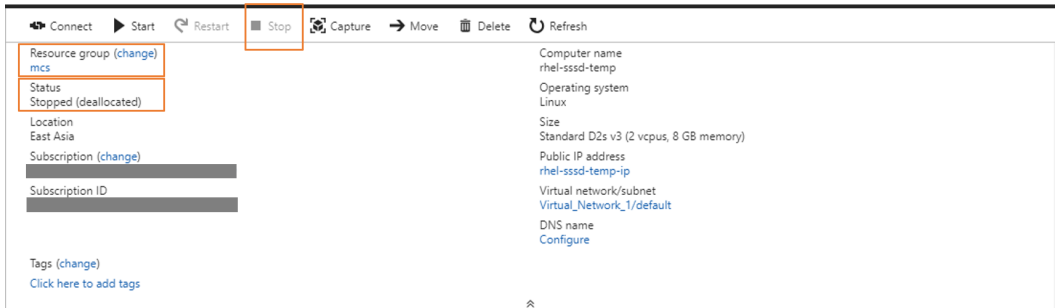 Connect Start Restart Stop Capture Move Delete Refresh
Resource group (change)
mcs
Status
Stopped (deallocated)
Location
East Asia
Subscription (change)
Subscription ID
Tags (change)
Click here to add tags
Computer name
rhel-sssd-temp
Operating system
Linux
Size
Standard D2s v3 (2 vcpus, 8 GB memory)
Public IP address
rhel-sssd-temp-ip
Virtual network/subnet
Virtual_Network_1/default
DNS name
Configure